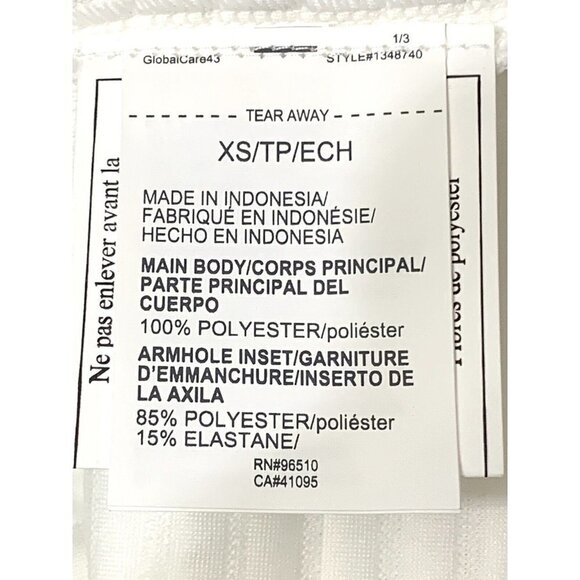 1/3
GlobalCare43 STYLE#1348740
TEAR AWAY
XS/TP/ECH
MADE IN INDONESIA/
FABRIQUÉ EN INDONÉSIE/
HECHO EN INDONESIA
MAIN BODY/CORPS PRINCIPAL/
PARTE PRINCIPAL DEL
CUERPO
100% POLYESTER/poliéster
ARMHOLE INSET/GARNITURE
D'EMMANCHURE/INSERTO DE
LA AXILA
85% POLYESTER/poliéster
15% ELASTANE/
RN#96510
CA#41095
Ne pas enlever avant la
de polyester